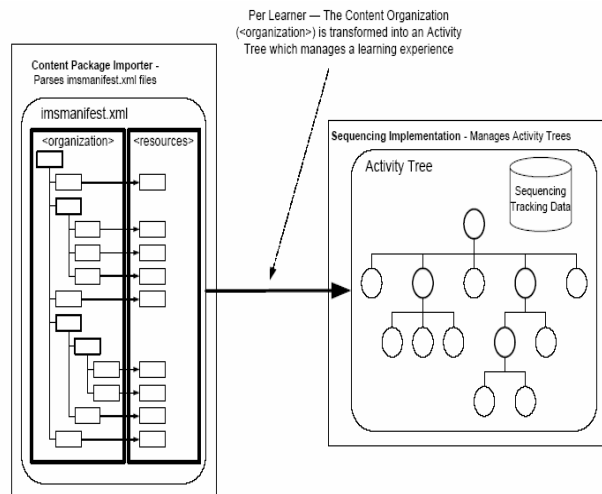 Per Learner — The Content Organization
(<organization>) is transformed into an Activity
Tree which manages a learning experience
Content Package Importer -
Parses imsmanifest.xml files
imsmanifest.xml
<organization>
<resources>
Sequencing Implementation - Manages Activity Trees
Activity Tree
Sequencing
Tracking Data